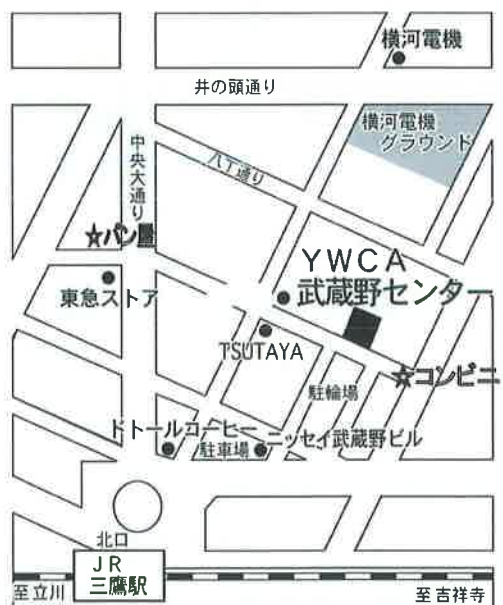 横河電機
井の頭通り
横河電機
グラウンド
中央大通り
八丁通り
☆パン屋
YWCA
武蔵野センター
東急ストア
TSUTAYA
☆コンビニ
駐輪場
ドトールコーヒー
駐車場
ニッセイ武蔵野ビル
北口
JR
三鷹駅
至立川
至吉祥寺